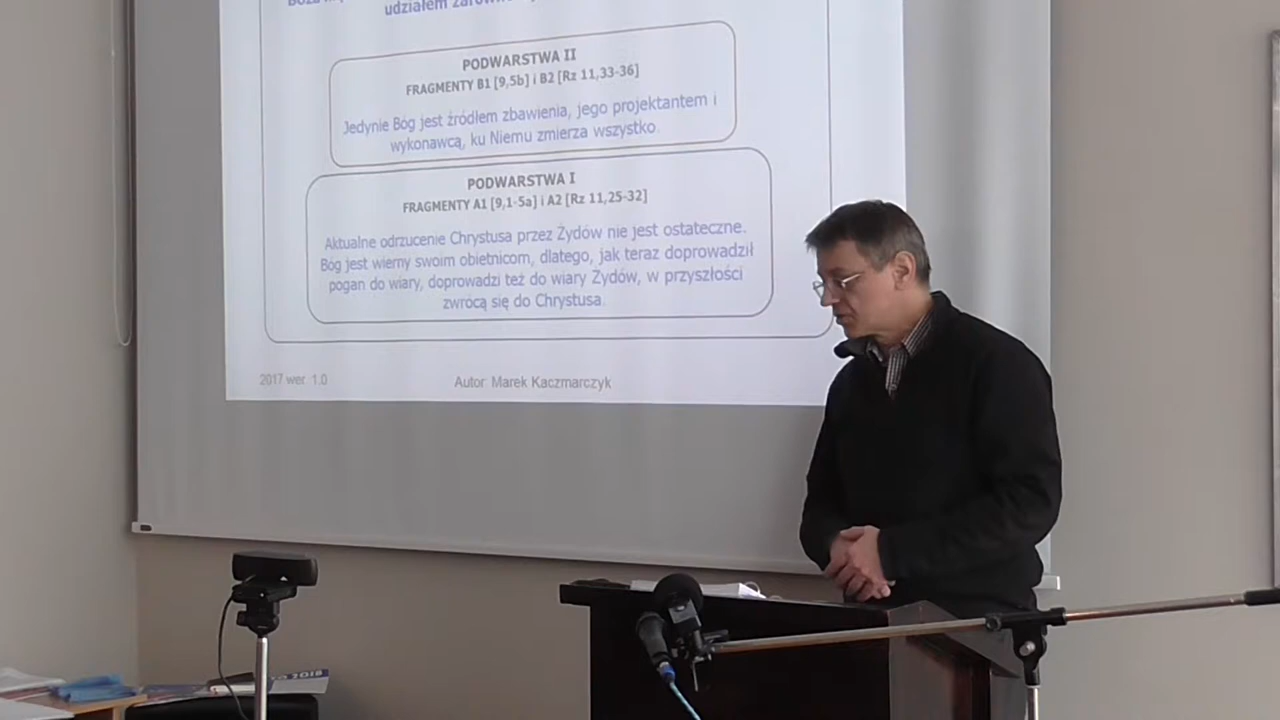 udziałem
PODWARSTWA II
FRAGMENTY B1 [9,5b] i B2 [Rz 11,33-36]
Jedynie Bóg jest źródłem zbawienia, jego projektantem i
wykonawcą, ku Niemu zmierza wszystko.
PODWARSTWA I
FRAGMENTY A1 [9,1-5a] i A2 [Rz 11,25-32]
Aktualne odrzucenie Chrystusa przez Żydów nie jest ostateczne.
Bóg jest wierny swoim obietnicom, dlatego, jak teraz doprowadził
pogan do wiary, doprowadzi też do wiary Żydów, w przyszłości
zwrócą się do Chrystusa.
2017 wer. 1.0
Autor: Marek Kaczmarczyk
2018